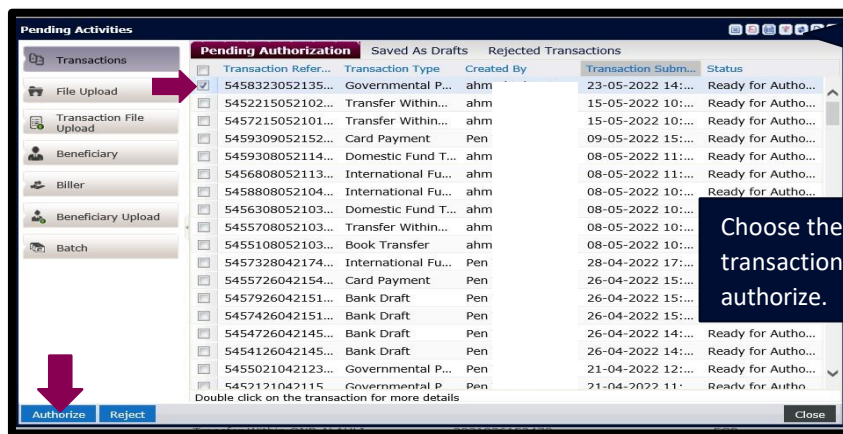 Pending Activities
Transactions
File Upload
Transaction File
Upload
Beneficiary
Biller
Beneficiary Upload
Batch
Pending Authorization Saved As Drafts Rejected Transactions
Transaction Refer... Transaction Type Created By Transaction Subm... Status
5458323052135... Governmental P... ahm 23-05-2022 14:... Ready for Autho...
5452215052102... Transfer Within... ahm 15-05-2022 10:... Ready for Autho...
5457215052101... Transfer Within... ahm 15-05-2022 10:... Ready for Autho...
5459309052152... Card Payment Pen 09-05-2022 15:... Ready for Autho...
5459308052114... Domestic Fund T... ahm 08-05-2022 11:... Ready for Autho...
5456808052113... International Fu... ahm 08-05-2022 11:... Ready for Autho...
5458808052104... International Fu... ahm 08-05-2022 10:... Ready for Autho...
5456308052103... Domestic Fund T... ahm 08-05-2022 10:...
5455708052103... Transfer Within... ahm 08-05-2022 10:...
5455108052103... Book Transfer ahm 08-05-2022 10:...
5457328042174... International Fu... Pen 28-04-2022 17:...
5455726042154... Card Payment Pen 26-04-2022 15:...
5457926042151... Bank Draft Pen 26-04-2022 15:...
5457426042151... Bank Draft Pen 26-04-2022 15:...
5454726042145... Bank Draft Pen 26-04-2022 14:... Ready for Autho...
5454126042145... Bank Draft Pen 26-04-2022 14:... Ready for Autho...
5455021042123... Governmental P... Pen 21-04-2022 12:... Ready for Autho...
5452121042115 Governmental P Pen 21-04-2022 11: Ready for Autho
Choose the
transaction
authorize.
Double click on the transaction for more details
Authorize Reject Close